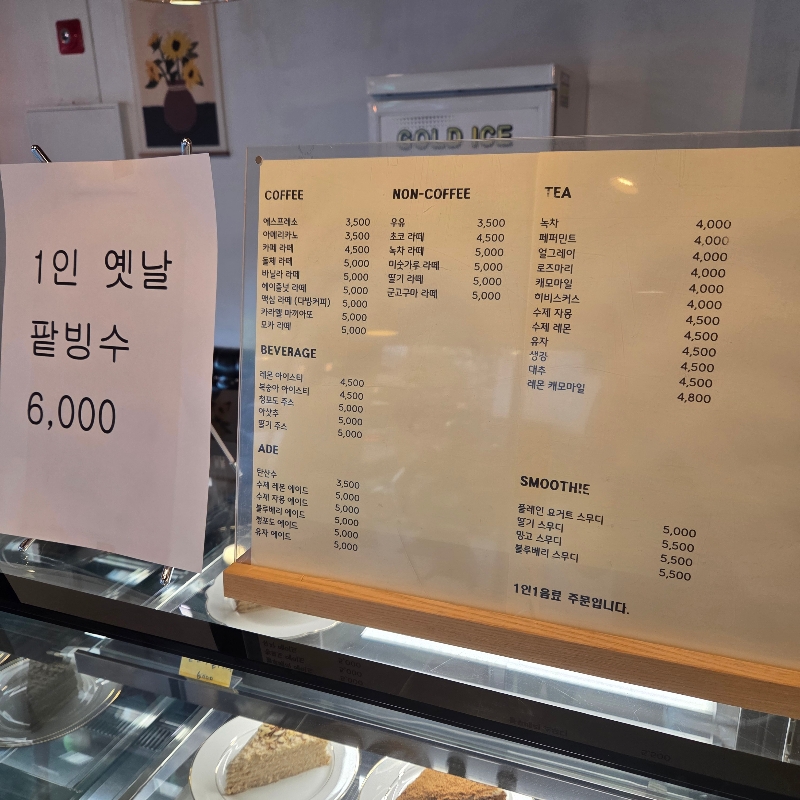 GOLD ICE
1인 옛날
팥빙수
6,000
COFFEE
에스프레소 3,500
아메리카노 3,500
카페 라떼 4,500
돌체 라떼 5,000
바닐라 라떼 5,000
헤이즐넛 라떼 5,000
맥심 라떼 (다방커피) 5,000
카라멜 마끼아또 5,000
모카 라떼 5,000
BEVERAGE
레몬 아이스티 4,500
복숭아 아이스티 4,500
청포도 주스 5,000
아샷추 5,000
딸기 주스 5,000
ADE
탄산수 3,500
수제 레몬 에이드 5,000
수제 자몽 에이드 5,000
블루베리 에이드 5,000
청포도 에이드 5,000
유자 에이드 5,000
NON-COFFEE
우유 3,500
초코 라떼 4,500
녹차 라떼 5,000
미숫가루 라떼 5,000
딸기 라떼 5,000
군고구마 라떼 5,000
TEA
녹차 4,000
페퍼민트 4,000
얼그레이 4,000
로즈마리 4,000
캐모마일 4,000
히비스커스 4,000
수제 자몽 4,500
수제 레몬 4,500
유자 4,500
생강 4,500
대추 4,500
레몬 캐모마일 4,800
SMOOTHIE
플레인 요거트 스무디 5,000
딸기 스무디 5,500
망고 스무디 5,500
블루베리 스무디 5,500
1인1음료 주문입니다.